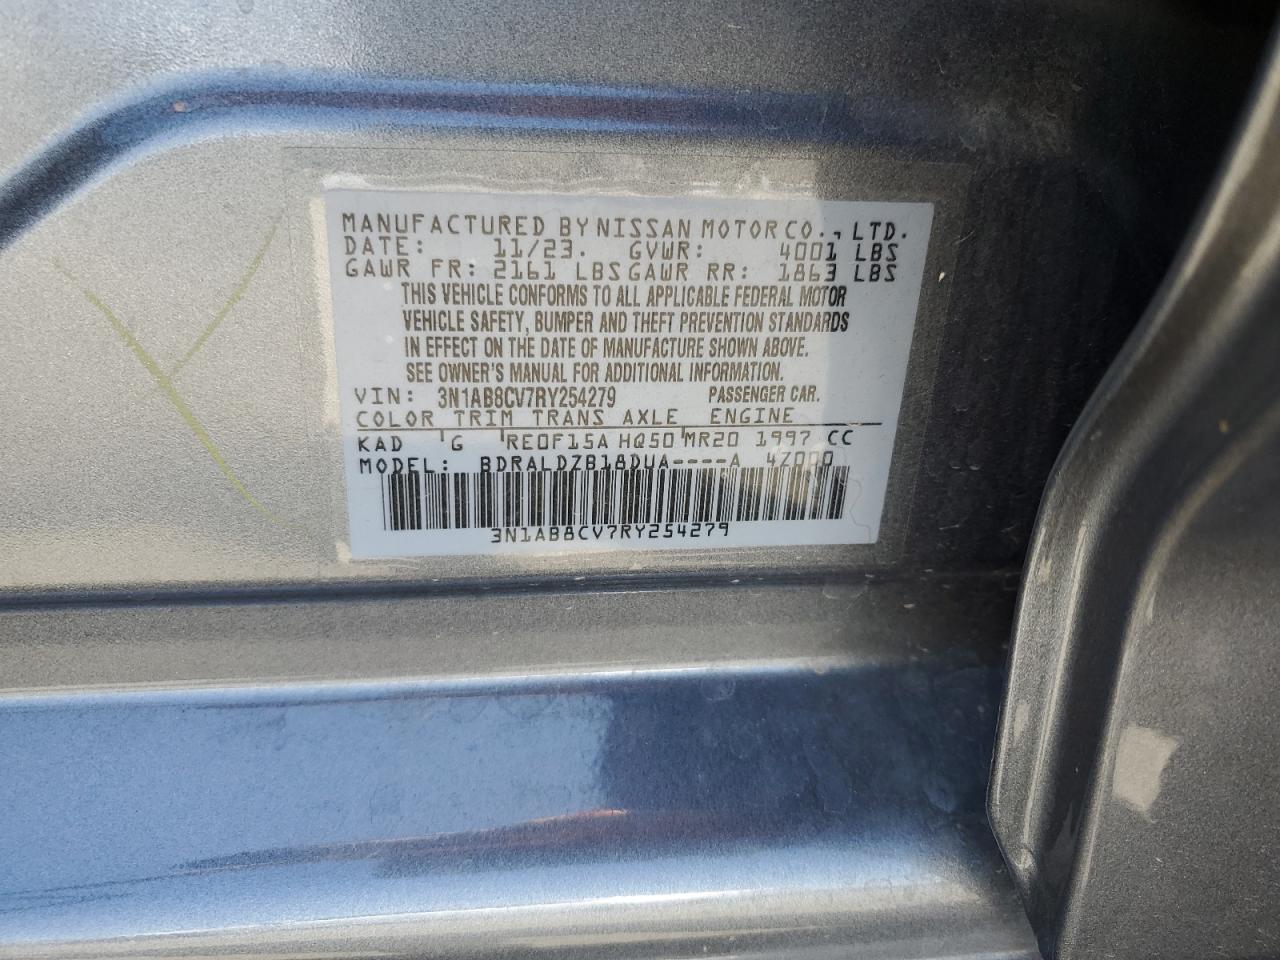 MANUFACTURED BY NISSAN MOTOR CO., LTD.
DATE: 11/23. GVWR: 4001 LBS
GAWR FR: 2161 LBS GAWR RR: 1863 LBS
THIS VEHICLE CONFORMS TO ALL APPLICABLE FEDERAL MOTOR
VEHICLE SAFETY, BUMPER AND THEFT PREVENTION STANDARDS
IN EFFECT ON THE DATE OF MANUFACTURE SHOWN ABOVE.
SEE OWNER'S MANUAL FOR ADDITIONAL INFORMATION.
VIN: 3N1AB8CV7RY254279 PASSENGER CAR.
COLOR TRIM TRANS AXLE ENGINE
KAD G RE0F15A HQ50 MR20 1997 CC
MODEL: BDRALDZB18DUA----A 4Z000
3N1AB8CV7RY254279